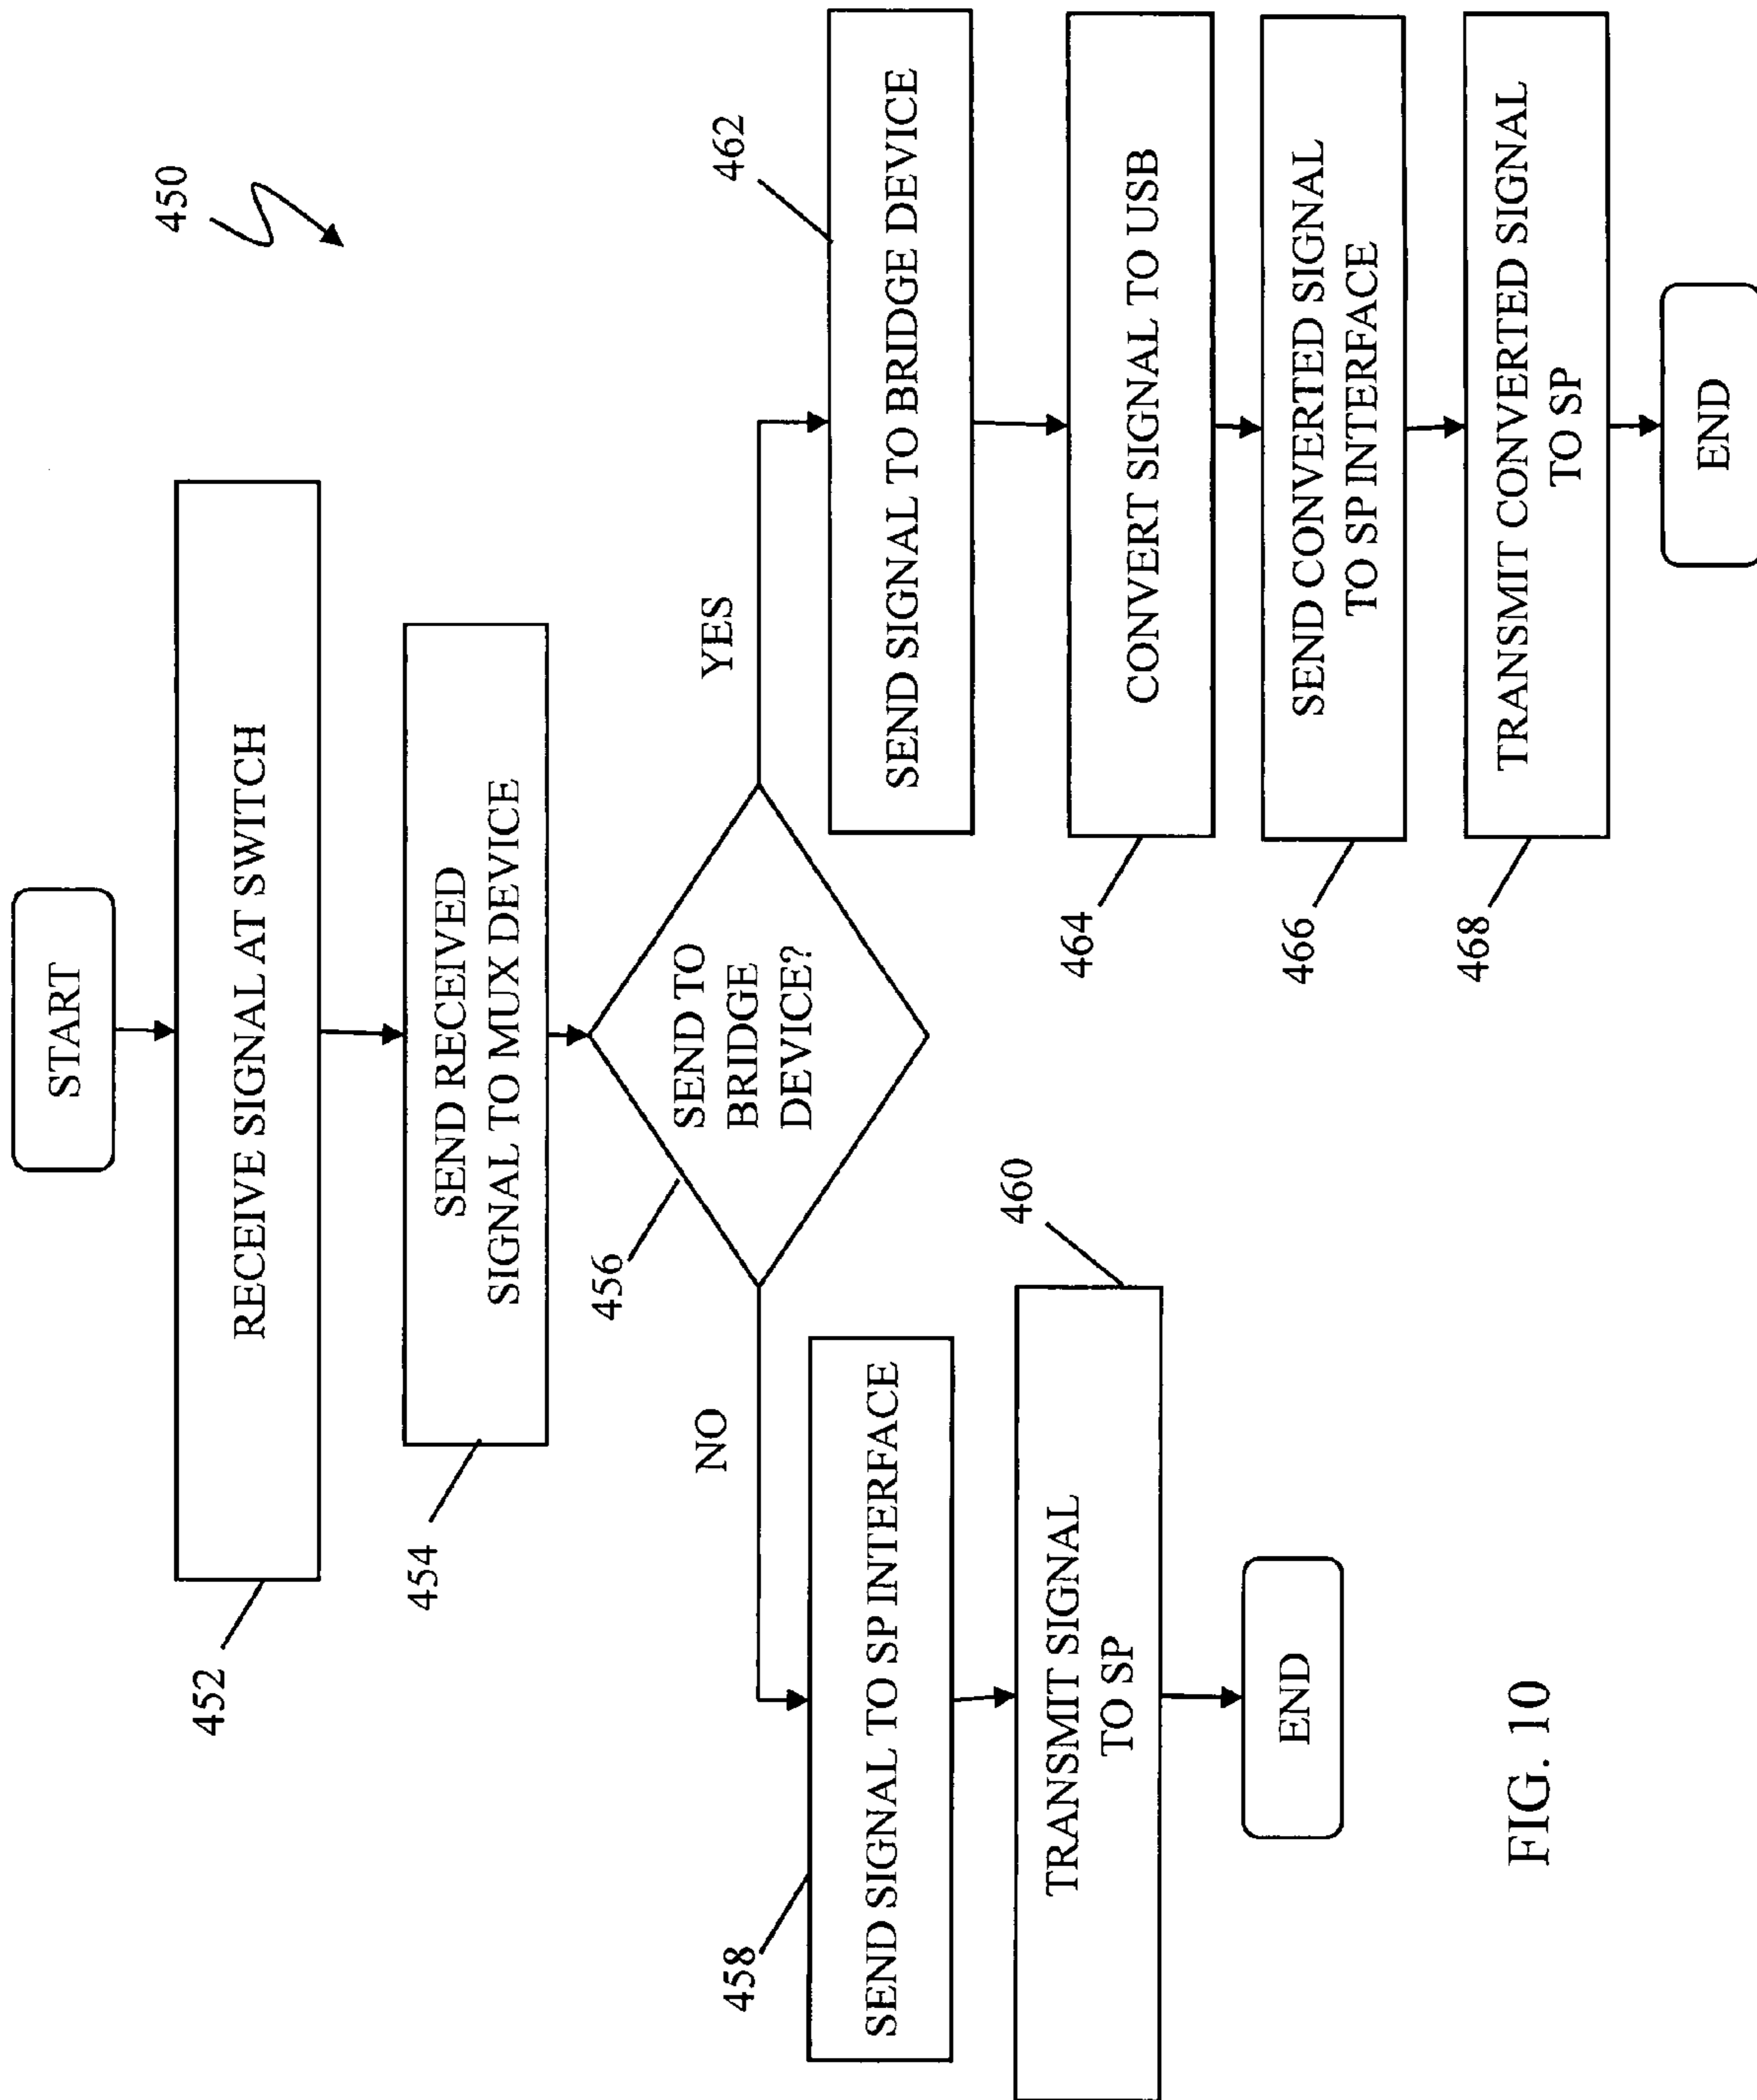 450
START
RECEIVE SIGNAL AT SWITCH
452
SEND RECEIVED
SIGNAL TO MUX DEVICE
454
SEND TO
BRIDGE
DEVICE?
456
NO
YES
SEND SIGNAL TO SP INTERFACE
458
TRANSMIT SIGNAL
TO SP
460
END
SEND SIGNAL TO BRIDGE DEVICE
462
CONVERT SIGNAL TO USB
464
SEND CONVERTED SIGNAL
TO SP INTERFACE
466
TRANSMIT CONVERTED SIGNAL
TO SP
468
END
FIG. 10